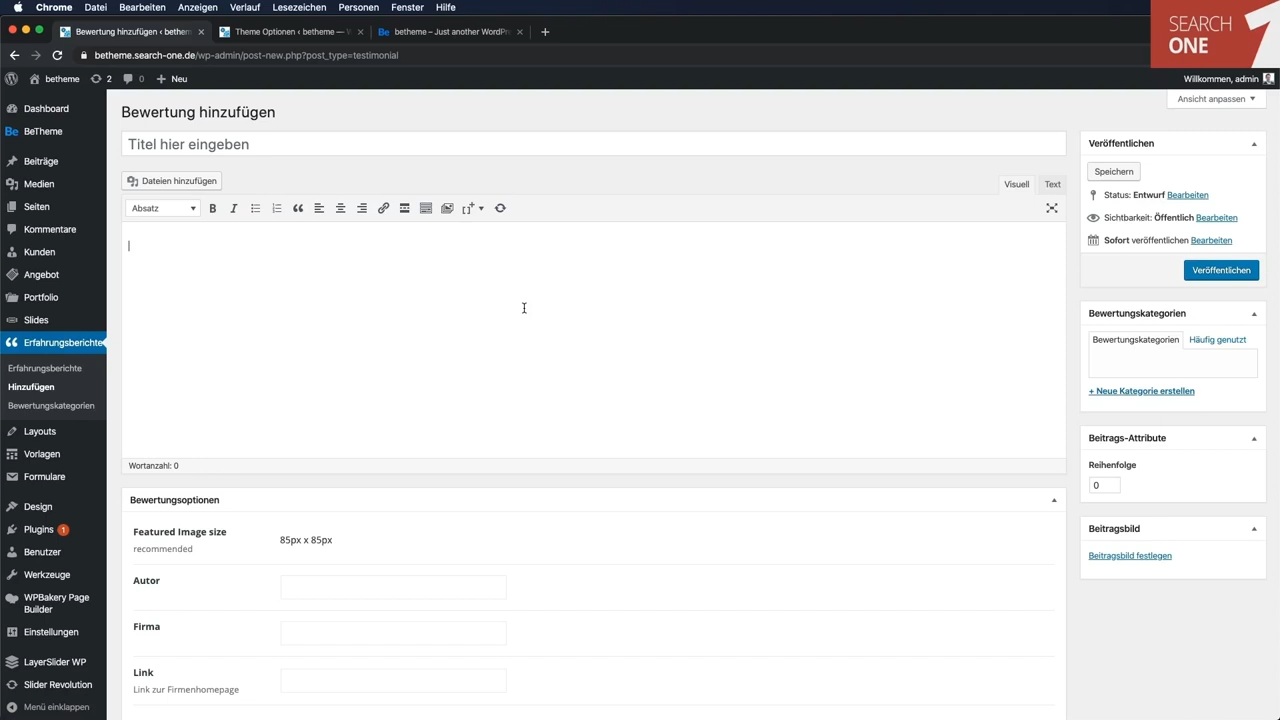 Chrome Datei Bearbeiten Anzeigen Verlauf Lesezeichen Personen Fenster Hilfe
SEARCH
ONE
Bewertung hinzufügen ‹ bethem
Theme Optionen ‹ betheme — W
Be betheme – Just another WordPr
betheme.search-one.de/wp-admin/post-new.php?post_type=testimonial
betheme 2 0 Neu
Willkommen, admin
Ansicht anpassen
Dashboard
Be BeTheme
Beiträge
Medien
Seiten
Kommentare
Kunden
Angebot
Portfolio
Slides
Erfahrungsberichte
Erfahrungsberichte
Hinzufügen
Bewertungskategorien
Layouts
Vorlagen
Formulare
Design
Plugins 1
Benutzer
Werkzeuge
WPBakery Page
Builder
Einstellungen
LayerSlider WP
Slider Revolution
Menü einklappen
Bewertung hinzufügen
Titel hier eingeben
Dateien hinzufügen
Visuell Text
Absatz B I
Wortanzahl: 0
Bewertungsoptionen
Featured Image size
recommended
85px x 85px
Autor
Firma
Link
Link zur Firmenhomepage
Veröffentlichen
Speichern
Status: Entwurf Bearbeiten
Sichtbarkeit: Öffentlich Bearbeiten
Sofort veröffentlichen Bearbeiten
Veröffentlichen
Bewertungskategorien
Bewertungskategorien Häufig genutzt
+ Neue Kategorie erstellen
Beitrags-Attribute
Reihenfolge
0
Beitragsbild
Beitragsbild festlegen